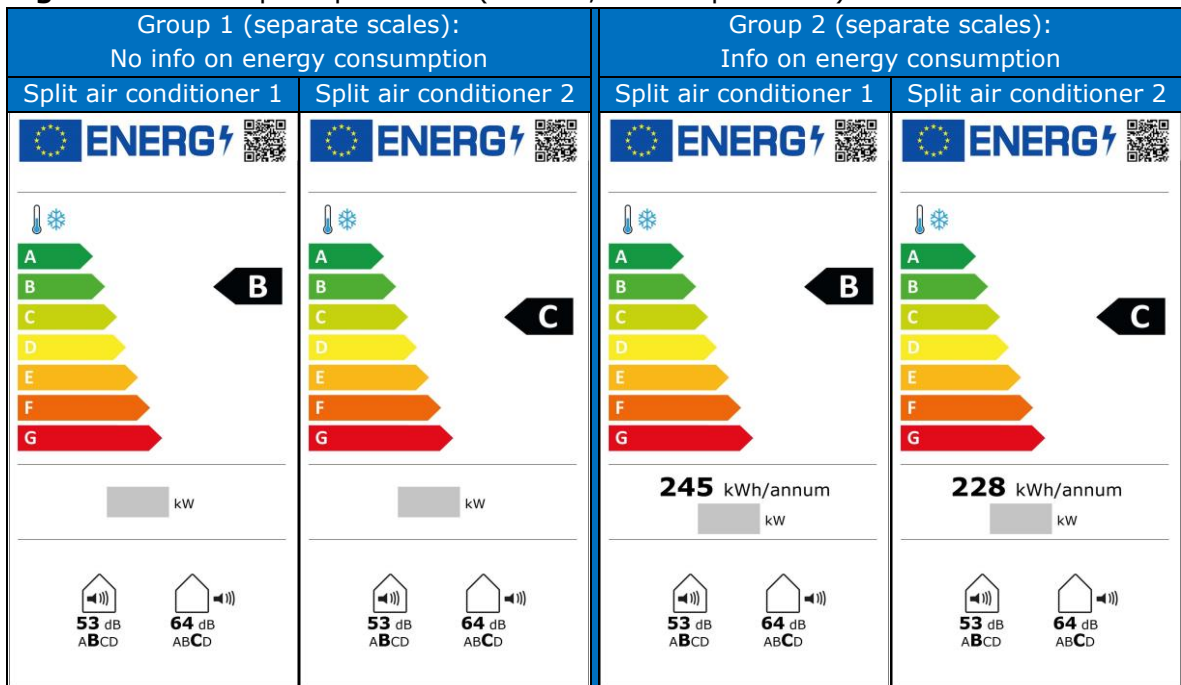 Group 1 (separate scales):
No info on energy consumption
Group 2 (separate scales):
Info on energy consumption
Split air conditioner 1
Split air conditioner 2
Split air conditioner 1
Split air conditioner 2
ENERG
A
B
C
D
E
F
G
B
kW
53 dB
ABCD
64 dB
ABCD
ENERG
A
B
C
D
E
F
G
C
kW
53 dB
ABCD
64 dB
ABCD
ENERG
A
B
C
D
E
F
G
B
245 kWh/annum
kW
53 dB
ABCD
64 dB
ABCD
ENERG
A
B
C
D
E
F
G
C
228 kWh/annum
kW
53 dB
ABCD
64 dB
ABCD